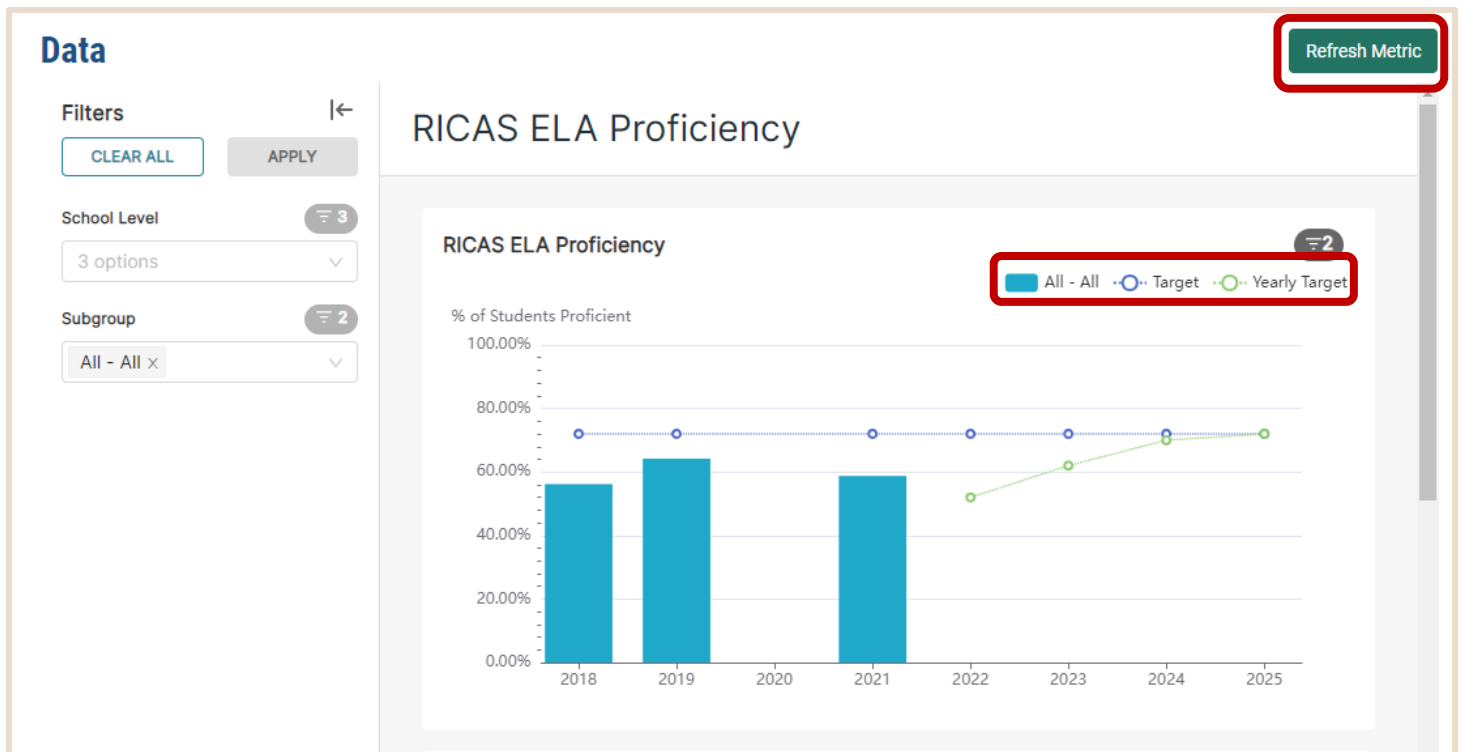 Data
Refresh Metric
Filters
CLEAR ALL APPLY
School Level 3
3 options
Subgroup 2
All - All ×
RICAS ELA Proficiency
RICAS ELA Proficiency
2
All - All Target Yearly Target
% of Students Proficient
100.00%
80.00%
60.00%
40.00%
20.00%
0.00%
2018 2019 2020 2021 2022 2023 2024 2025